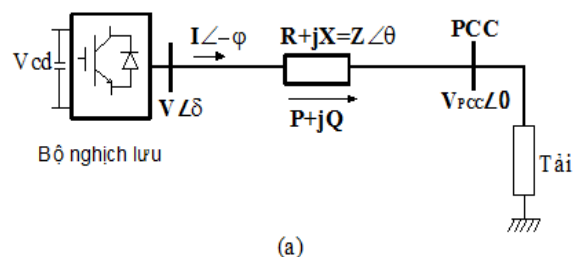 Vcd
I∠-φ
V∠δ
R+jX=Z∠θ
P+jQ
PCC
VPCC∠0
Tải
Bộ nghịch lưu
(a)